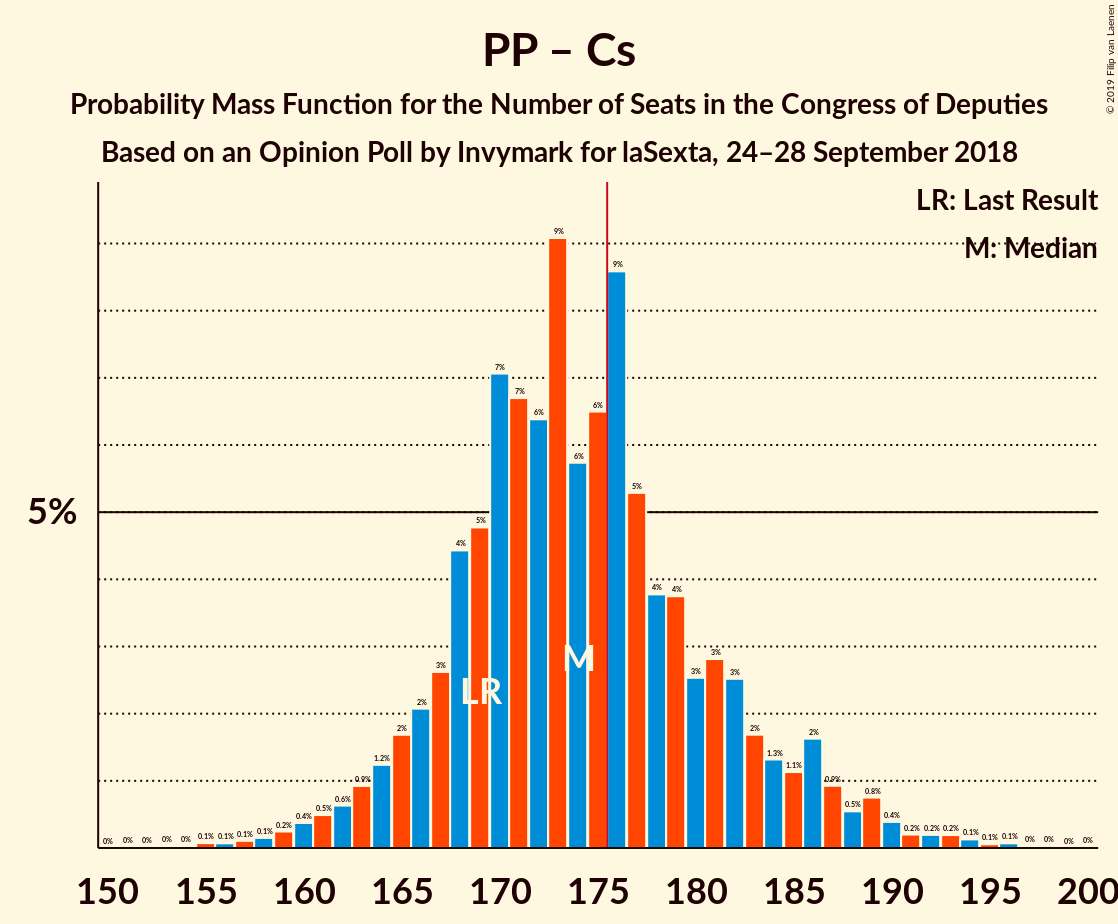 © 2019 Filip van Laenen
PP – Cs
Probability Mass Function for the Number of Seats in the Congress of Deputies
Based on an Opinion Poll by Invymark for laSexta, 24–28 September 2018
LR: Last Result
M: Median
5%
0% 0% 0% 0% 0% 0.1% 0.1% 0.1% 0.1% 0.2% 0.4% 0.5% 0.6% 0.9% 1.2% 2% 2% 3% 4% 5% 7% 7% 6% 9% 6% 6% 9% 5% 4% 4% 3% 3% 3% 2% 1.3% 1.1% 2% 0.9% 0.5% 0.8% 0.4% 0.2% 0.2% 0.2% 0.1% 0.1% 0.1% 0% 0% 0% 0%
M
LR
150 155 160 165 170 175 180 185 190 195 200